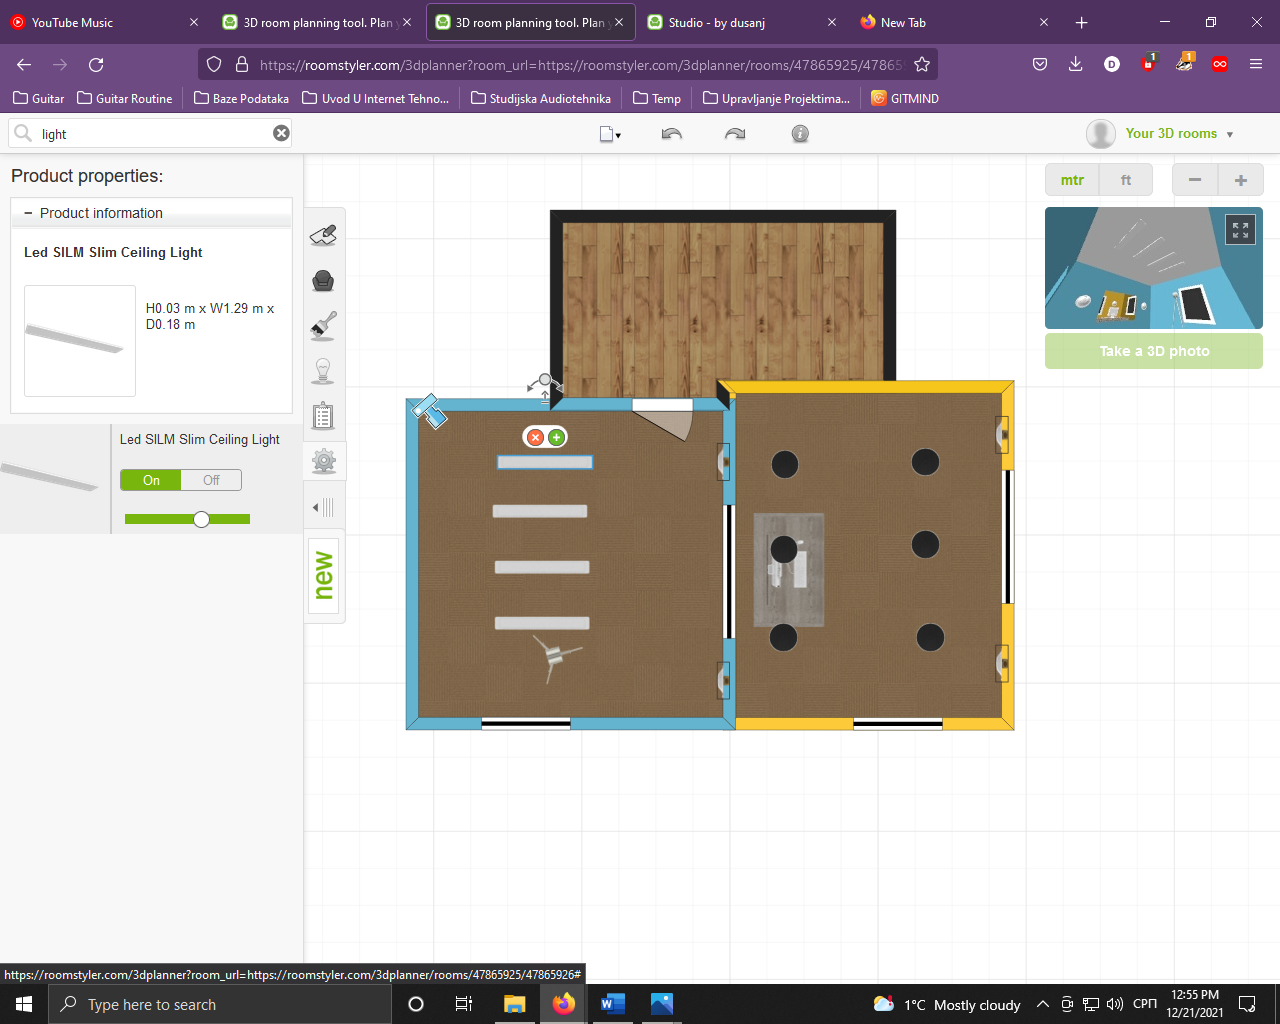 YouTube Music
3D room planning tool. Plan y
3D room planning tool. Plan y
Studio - by dusanj
New Tab
https://roomstyler.com/3dplanner?room_url=https://roomstyler.com/3dplanner/rooms/47865925/478659
D
1
1
Guitar
Guitar Routine
Baze Podataka
Uvod U Internet Tehno...
Studijska Audiotehnika
Temp
Upravljanje Projektima...
GITMIND
light
Your 3D rooms
Product properties:
Product information
Led SILM Slim Ceiling Light
H0.03 m x W1.29 m x
D0.18 m
Led SILM Slim Ceiling Light
On
Off
new
mtr
ft
Take a 3D photo
https://roomstyler.com/3dplanner?room_url=https://roomstyler.com/3dplanner/rooms/47865925/47865926#
Type here to search
1°C Mostly cloudy
СРП
12:55 PM
12/21/2021